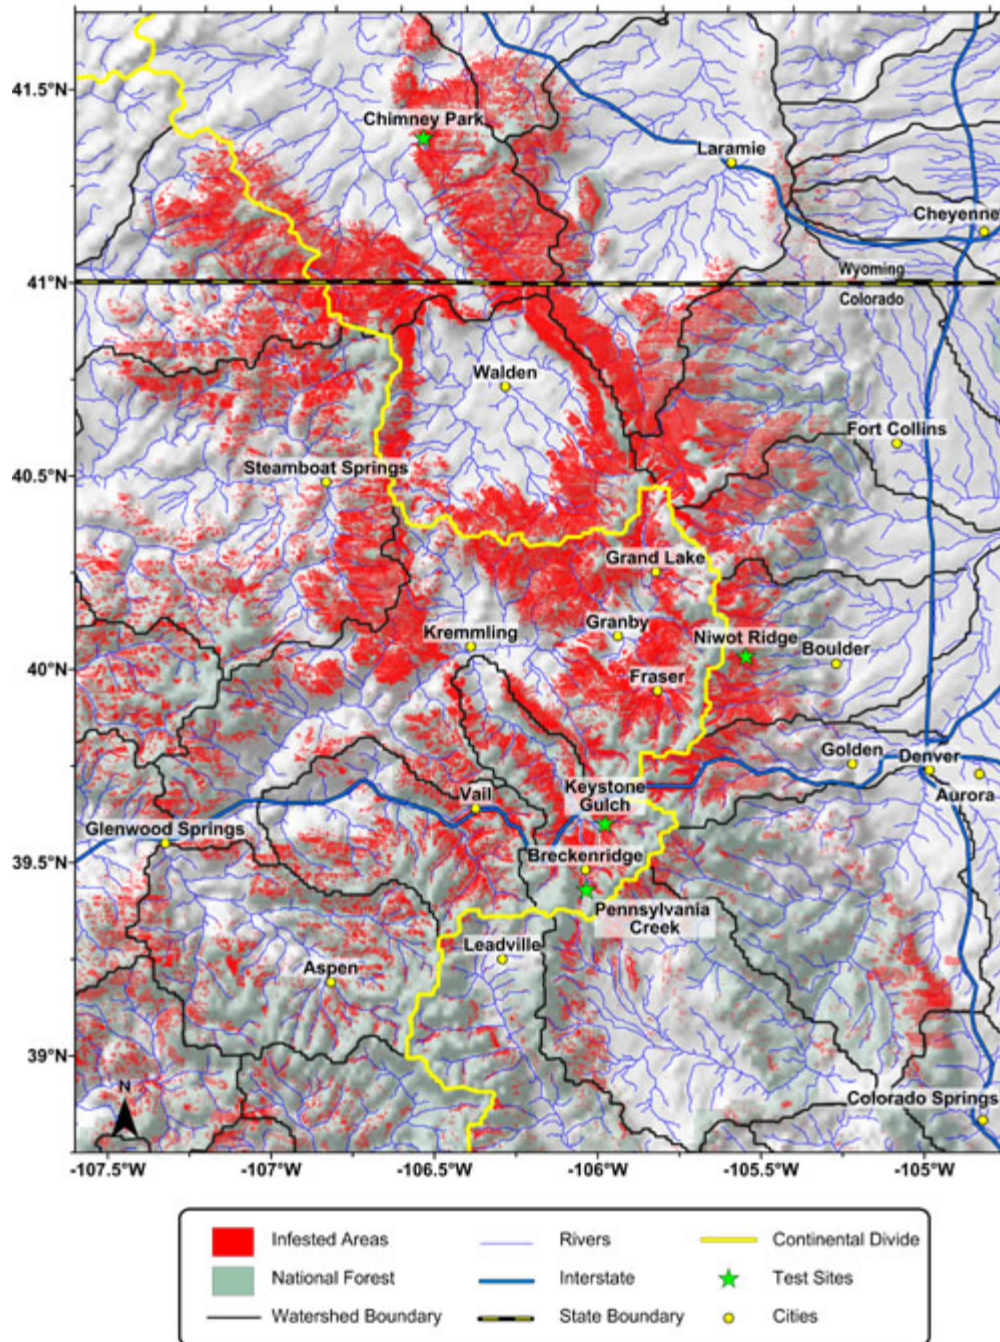 41.5°N
Chimney Park
Laramie
Cheyenne
41°N
Wyoming
Colorado
Walden
Fort Collins
40.5°N
Steamboat Springs
Grand Lake
Granby
Kremmling
Niwot Ridge
Boulder
40°N
Fraser
Golden
Denver
Keystone
Gulch
Vail
Aurora
Glenwood Springs
39.5°N
Breckenridge
Pennsylvania
Creek
Leadville
Aspen
39°N
N
Colorado Springs
-107.5°W
-107°W
-106.5°W
-106°W
-105.5°W
-105°W
Infested Areas
Rivers
Continental Divide
National Forest
Interstate
Test Sites
Watershed Boundary
State Boundary
Cities